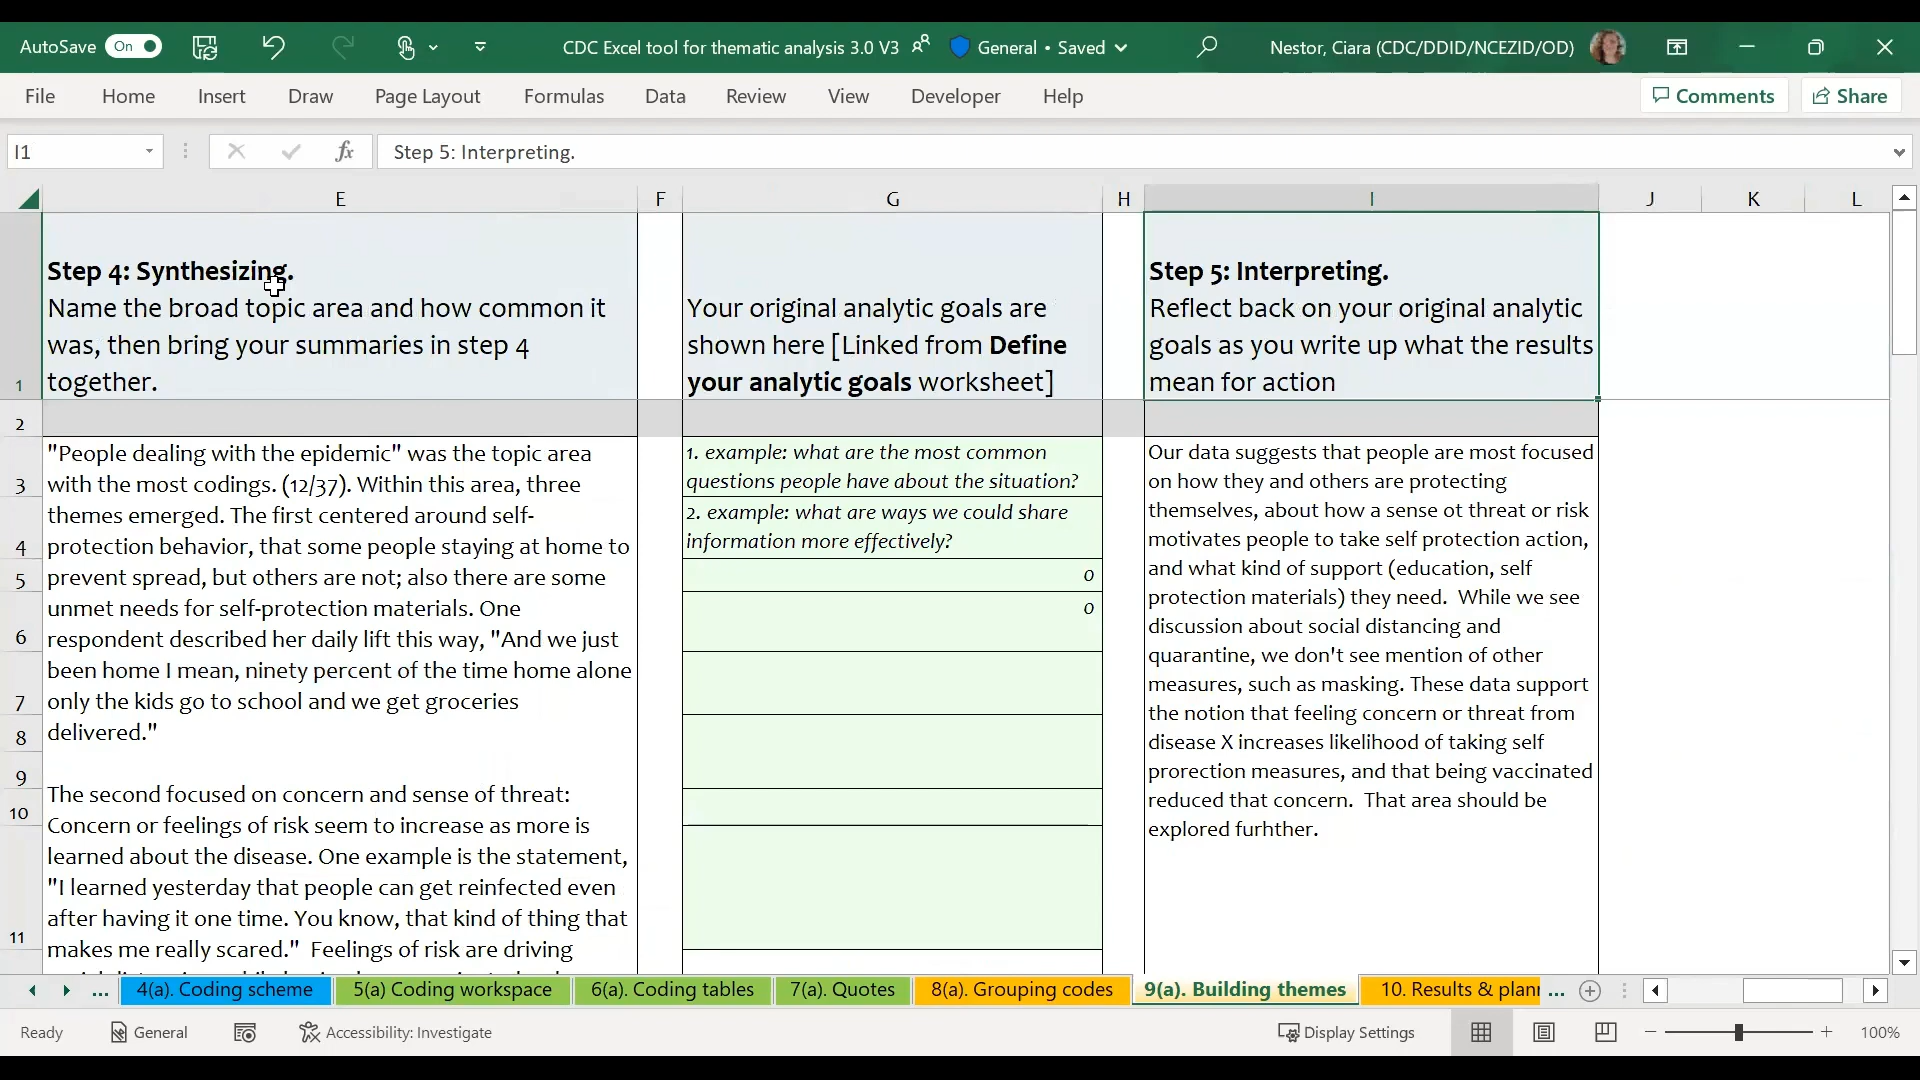 AutoSave On CDC Excel tool for thematic analysis 3.0 V3 General • Saved Nestor, Ciara (CDC/DDID/NCEZID/OD)
File Home Insert Draw Page Layout Formulas Data Review View Developer Help Comments Share
I1 fx Step 5: Interpreting.
E F G H I J K L
1
Step 4: Synthesizing.
Name the broad topic area and how common it
was, then bring your summaries in step 4
together.
Your original analytic goals are
shown here [Linked from Define
your analytic goals worksheet]
Step 5: Interpreting.
Reflect back on your original analytic
goals as you write up what the results
mean for action
2
3
4
5
6
7
8
9
10
11
"People dealing with the epidemic" was the topic area
with the most codings. (12/37). Within this area, three
themes emerged. The first centered around self-
protection behavior, that some people staying at home to
prevent spread, but others are not; also there are some
unmet needs for self-protection materials. One
respondent described her daily lift this way, "And we just
been home I mean, ninety percent of the time home alone
only the kids go to school and we get groceries
delivered."
The second focused on concern and sense of threat:
Concern or feelings of risk seem to increase as more is
learned about the disease. One example is the statement,
"I learned yesterday that people can get reinfected even
after having it one time. You know, that kind of thing that
makes me really scared." Feelings of risk are driving
1. example: what are the most common
questions people have about the situation?
2. example: what are ways we could share
information more effectively?
0
0
Our data suggests that people are most focused
on how they and others are protecting
themselves, about how a sense ot threat or risk
motivates people to take self protection action,
and what kind of support (education, self
protection materials) they need. While we see
discussion about social distancing and
quarantine, we don't see mention of other
measures, such as masking. These data support
the notion that feeling concern or threat from
disease X increases likelihood of taking self
prorection measures, and that being vaccinated
reduced that concern. That area should be
explored furhther.
... 4(a). Coding scheme 5(a) Coding workspace 6(a). Coding tables 7(a). Quotes 8(a). Grouping codes 9(a). Building themes 10. Results & plann ...
Ready General Accessibility: Investigate Display Settings 100%